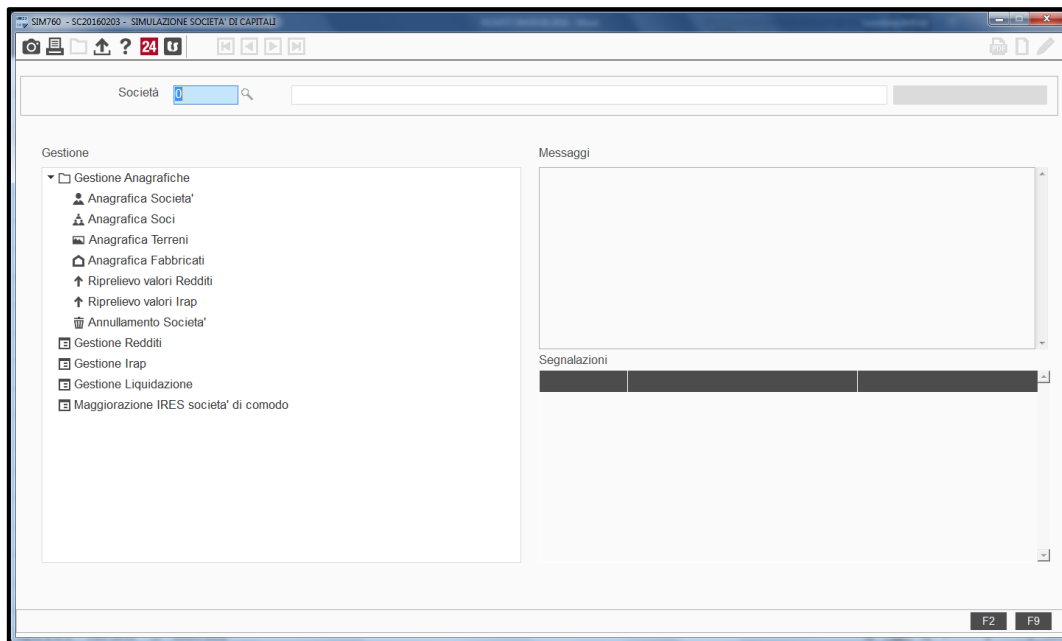 SIM760 - SC20160203 - SIMULAZIONE SOCIETA' DI CAPITALI
24
Società 0
PDF
Gestione
Gestione Anagrafiche
Anagrafica Societa'
Anagrafica Soci
Anagrafica Terreni
Anagrafica Fabbricati
Riprelievo valori Redditi
Riprelievo valori Irap
Annullamento Societa'
Gestione Redditi
Gestione Irap
Gestione Liquidazione
Maggiorazione IRES societa' di comodo
Messaggi
Segnalazioni
F2 F9